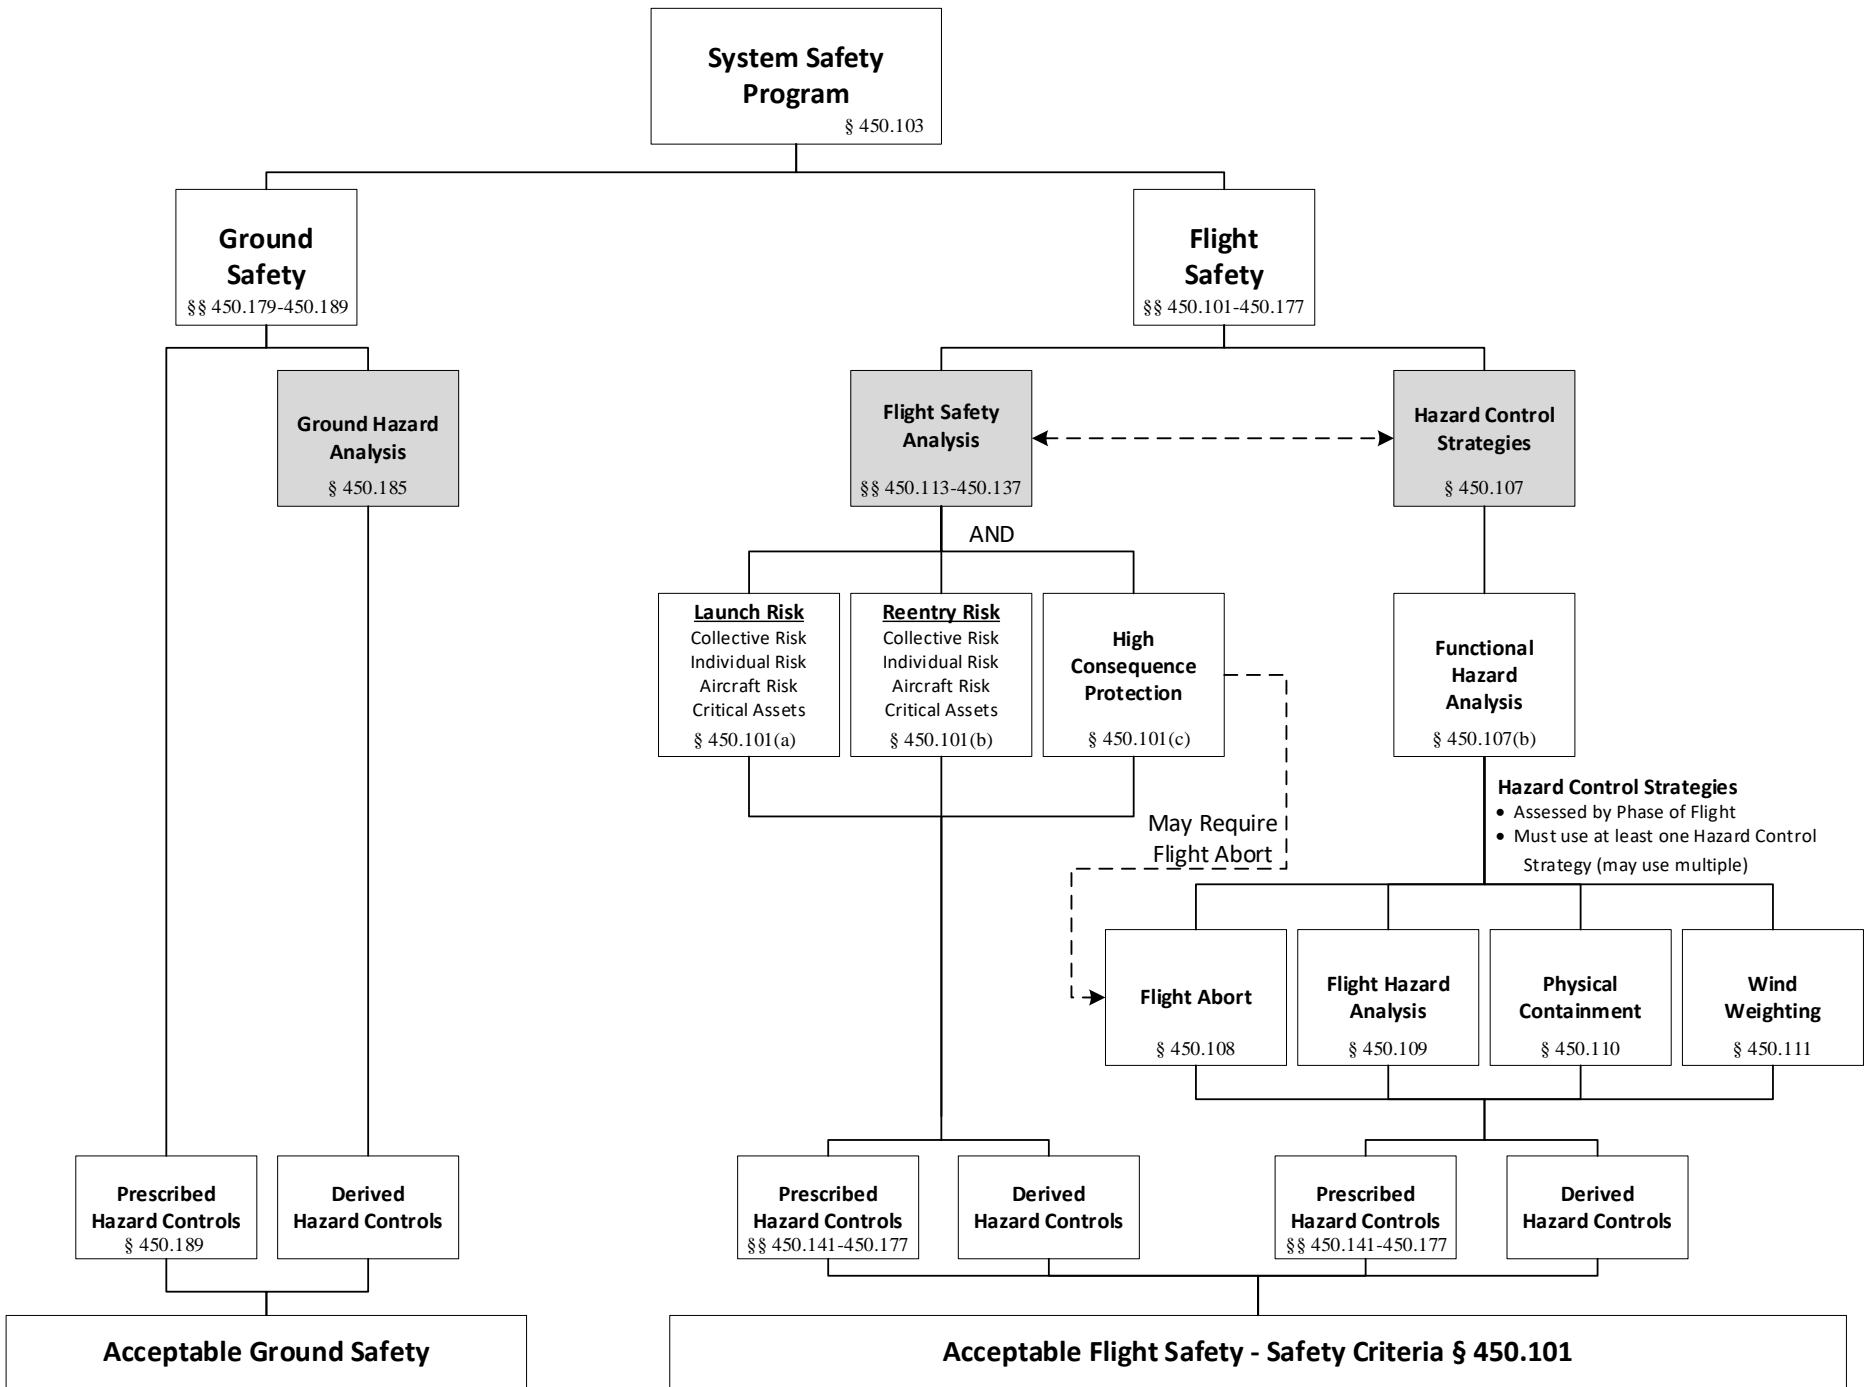 System Safety
Program
§ 450.103
Ground
Safety
§§ 450.179-450.189
Flight
Safety
§§ 450.101-450.177
Ground Hazard
Analysis
§ 450.185
Flight Safety
Analysis
§§ 450.113-450.137
Hazard Control
Strategies
§ 450.107
AND
Launch Risk
Collective Risk
Individual Risk
Aircraft Risk
Critical Assets
§ 450.101(a)
Reentry Risk
Collective Risk
Individual Risk
Aircraft Risk
Critical Assets
§ 450.101(b)
High
Consequence
Protection
§ 450.101(c)
Functional
Hazard
Analysis
§ 450.107(b)
Hazard Control Strategies
• Assessed by Phase of Flight
• Must use at least one Hazard Control
Strategy (may use multiple)
May Require
Flight Abort
Flight Abort
§ 450.108
Flight Hazard
Analysis
§ 450.109
Physical
Containment
§ 450.110
Wind
Weighting
§ 450.111
Prescribed
Hazard Controls
§ 450.189
Derived
Hazard Controls
Prescribed
Hazard Controls
§§ 450.141-450.177
Derived
Hazard Controls
Prescribed
Hazard Controls
§§ 450.141-450.177
Derived
Hazard Controls
Acceptable Ground Safety
Acceptable Flight Safety - Safety Criteria § 450.101